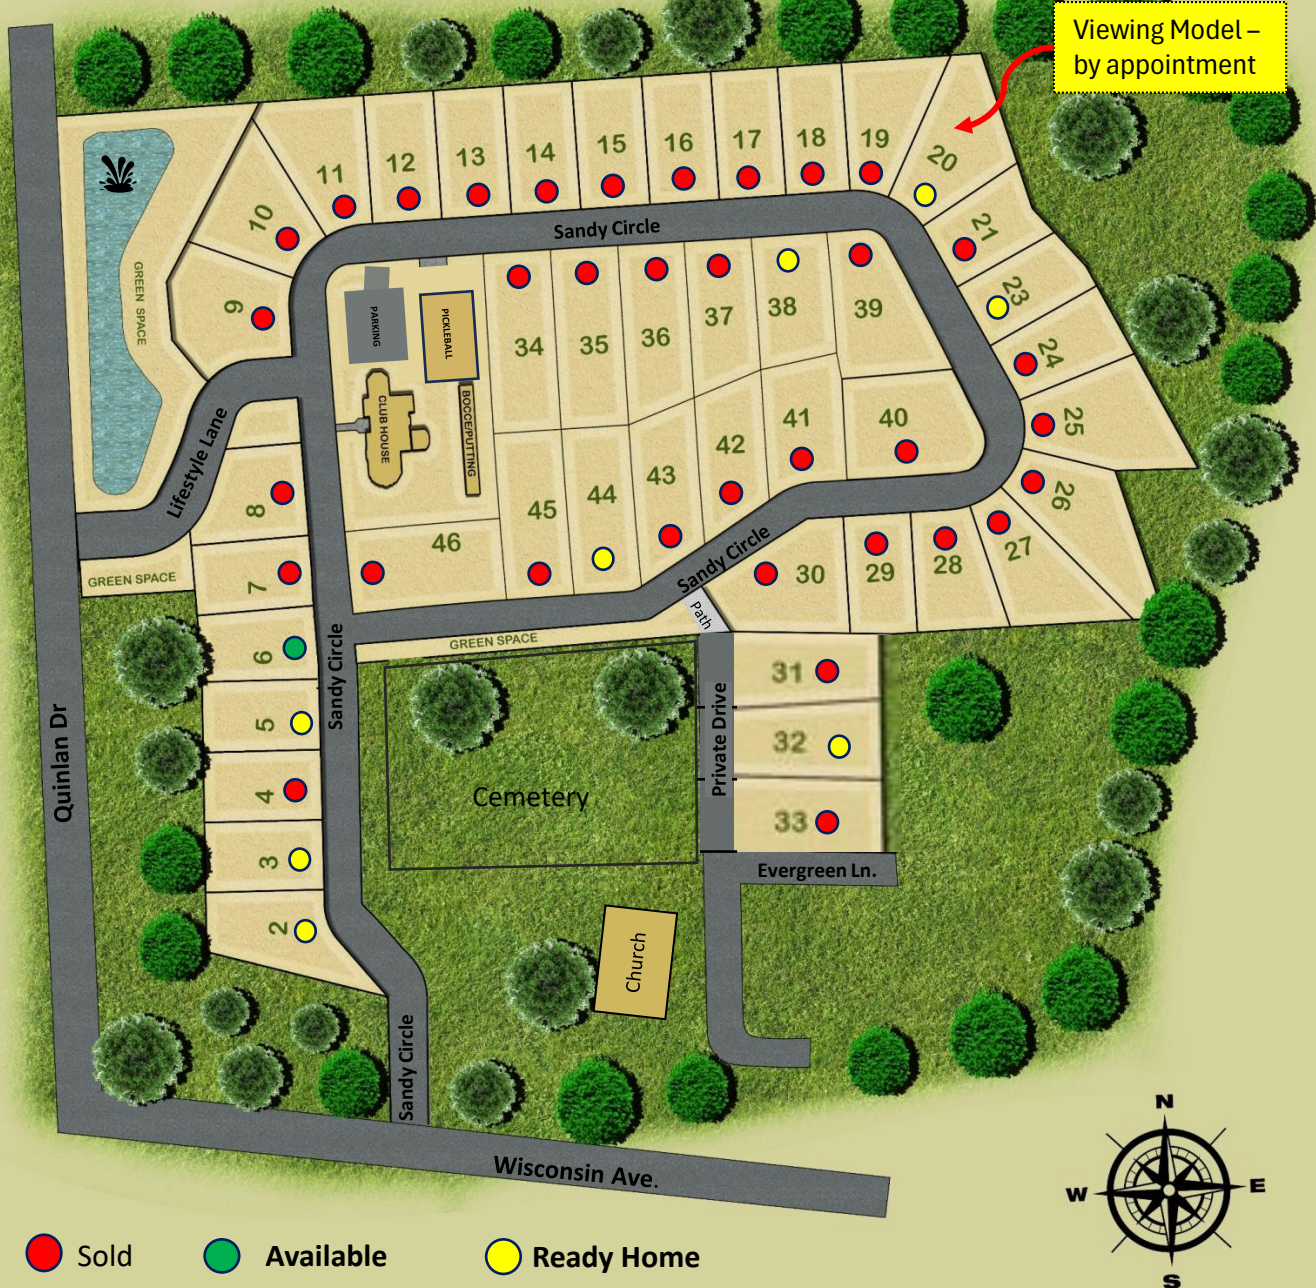 Viewing Model –
by appointment
11
12
13
14
15
16
17
18
19
20
10
21
Sandy Circle
9
GREEN SPACE
PARKING
PICKLEBALL
23
34
35
36
37
38
39
24
CLUB HOUSE
BOCCE/PUTTING
25
40
41
42
43
44
45
46
Lifestyle Lane
8
26
27
28
29
30
Sandy Circle
GREEN SPACE
7
Path
GREEN SPACE
6
Sandy Circle
31
5
32
Private Drive
Quinlan Dr
Cemetery
4
33
3
Evergreen Ln.
2
Church
Sandy Circle
Wisconsin Ave.
N
W
E
S
Sold
Available
Ready Home